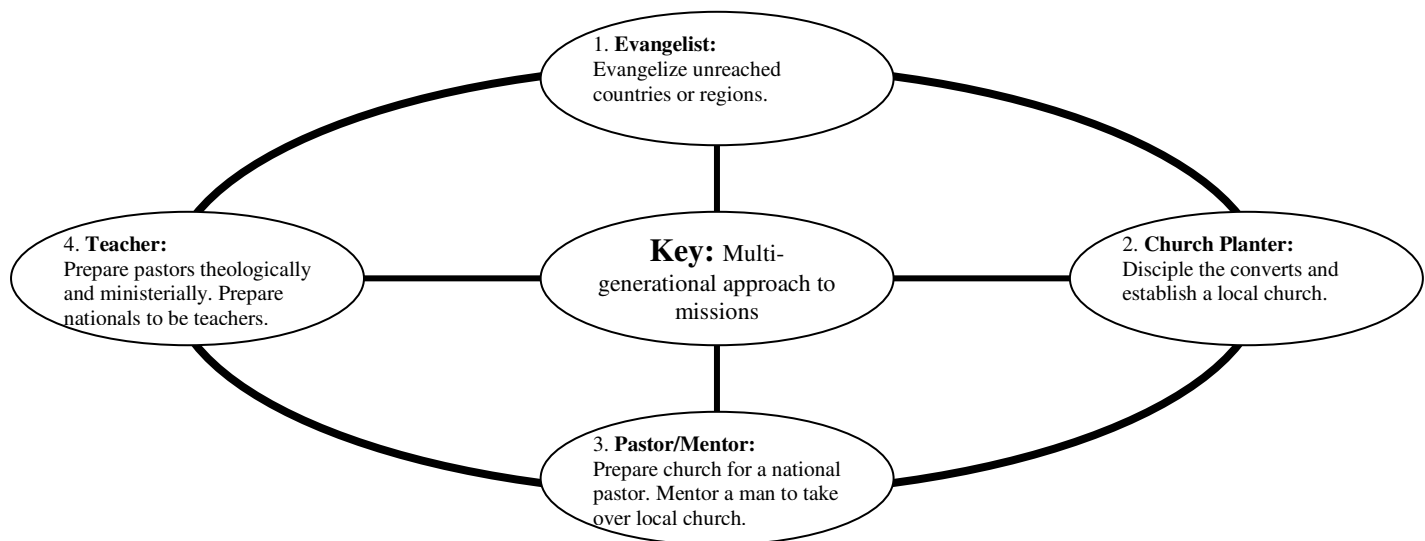 1. Evangelist:
Evangelize unreached
countries or regions.
4. Teacher:
Prepare pastors theologically
and ministerially. Prepare
nationals to be teachers.
Key: Multi-
generational approach to
missions
2. Church Planter:
Disciple the converts and
establish a local church.
3. Pastor/Mentor:
Prepare church for a national
pastor. Mentor a man to take
over local church.